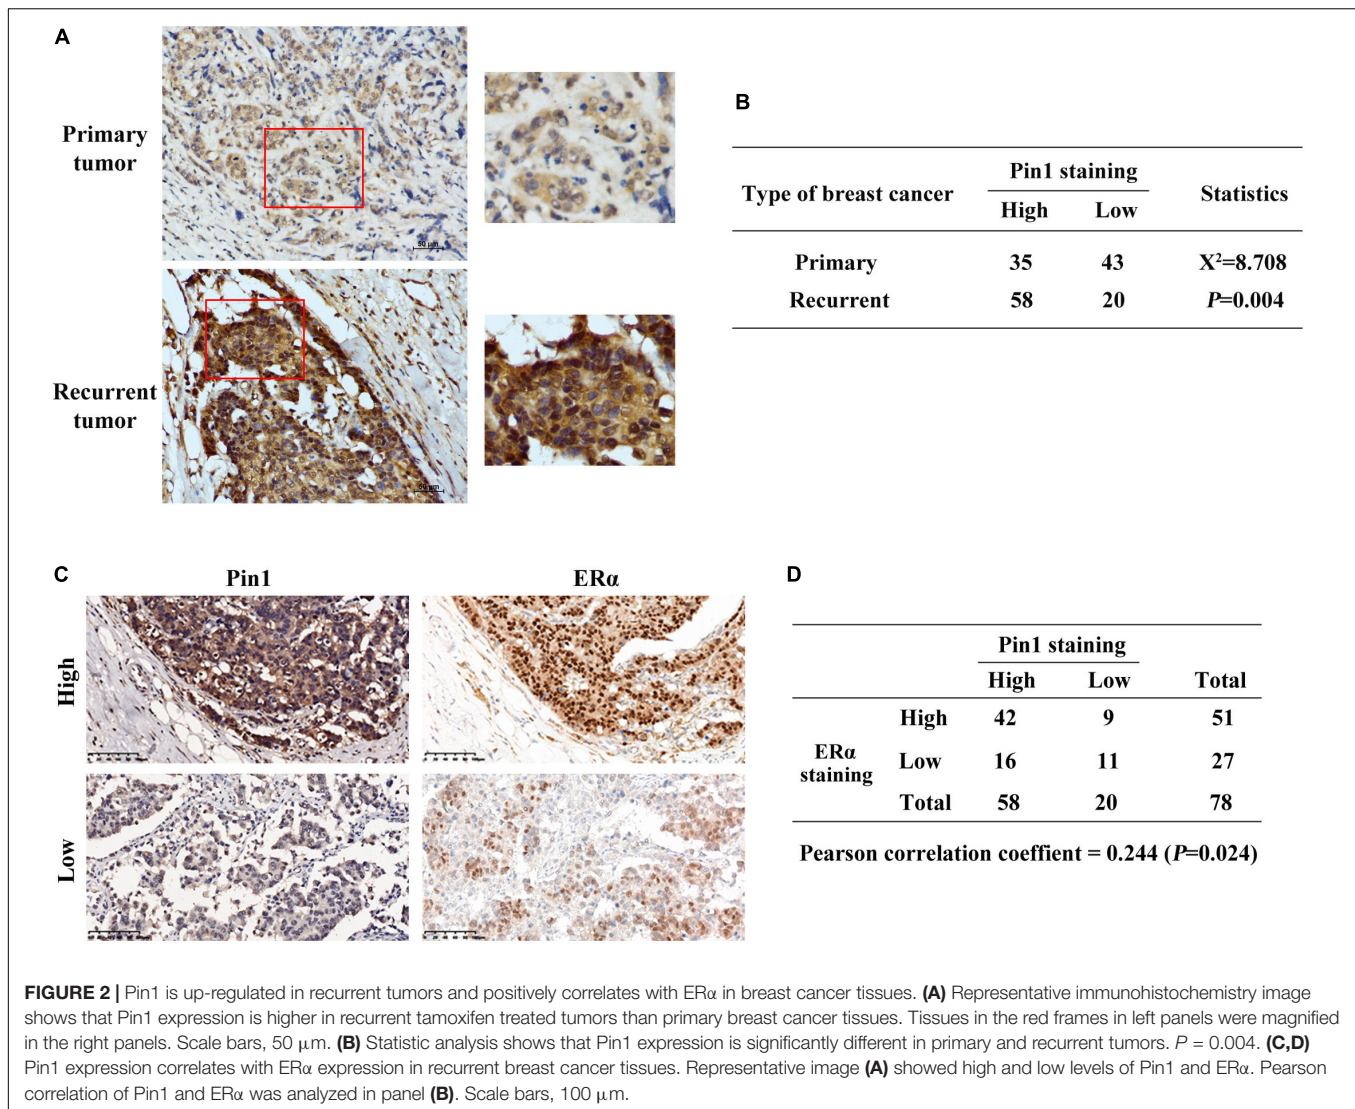 A
Primary
tumor
50 µm
Recurrent
tumor
50 µm
B
Type of breast cancer Pin1 staining Statistics
High Low
Primary 35 43 X²=8.708
Recurrent 58 20 P=0.004
C
Pin1 ERα
High
Low
D
Pin1 staining
High Low Total
ERα staining High 42 9 51
Low 16 11 27
Total 58 20 78
Pearson correlation coeffient = 0.244 (P=0.024)
FIGURE 2 | Pin1 is up-regulated in recurrent tumors and positively correlates with ERα in breast cancer tissues. (A) Representative immunohistochemistry image
shows that Pin1 expression is higher in recurrent tamoxifen treated tumors than primary breast cancer tissues. Tissues in the red frames in left panels were magnified
in the right panels. Scale bars, 50 µm. (B) Statistic analysis shows that Pin1 expression is significantly different in primary and recurrent tumors. P = 0.004. (C,D)
Pin1 expression correlates with ERα expression in recurrent breast cancer tissues. Representative image (A) showed high and low levels of Pin1 and ERα. Pearson
correlation of Pin1 and ERα was analyzed in panel (B). Scale bars, 100 µm.